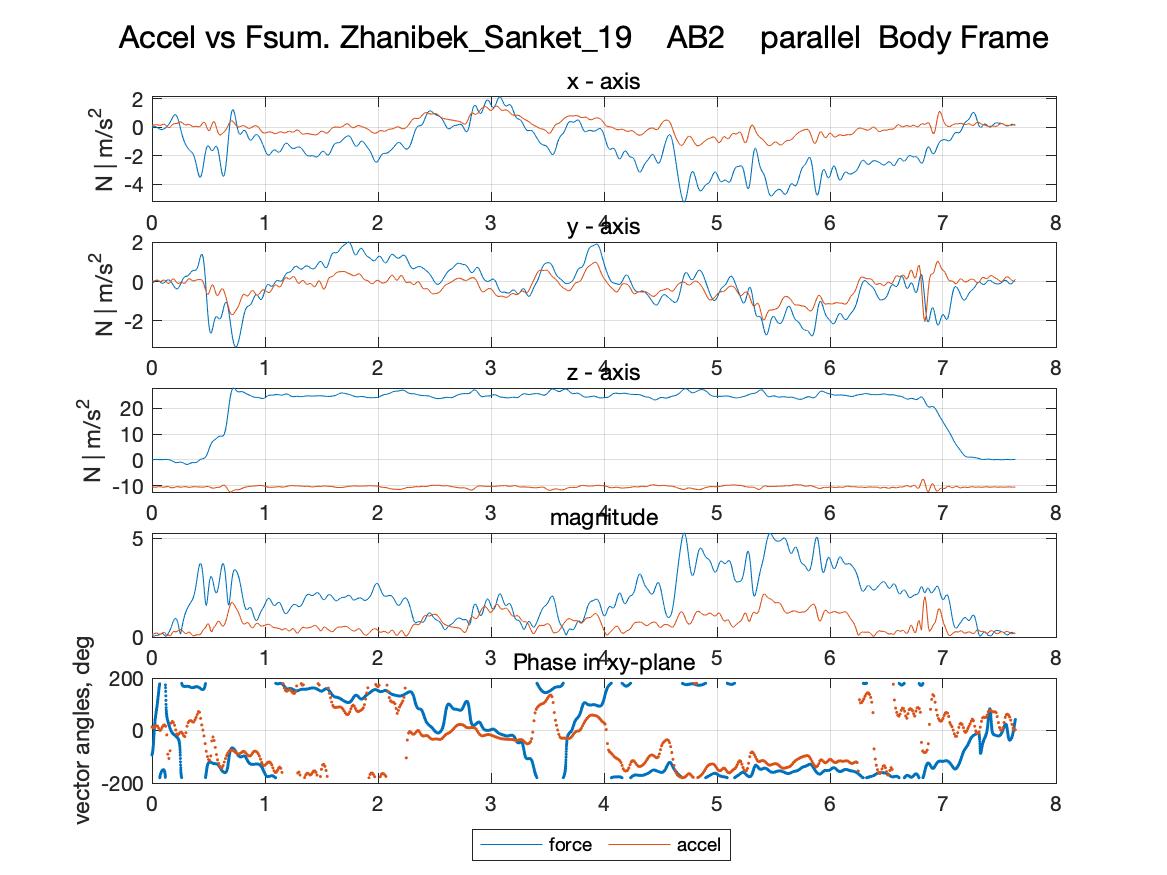 Accel vs Fsum. Zhanibek_Sanket_19 AB2 parallel Body Frame
x - axis
N | m/s2
2
0
-2
-4
0 1 2 3 4 5 6 7 8
y - axis
N | m/s2
2
0
-2
0 1 2 3 4 5 6 7 8
z - axis
N | m/s2
20
10
0
-10
0 1 2 3 4 5 6 7 8
magnitude
5
0
0 1 2 3 4 5 6 7 8
Phase in xy-plane
vector angles, deg
200
0
-200
0 1 2 3 4 5 6 7 8
force accel